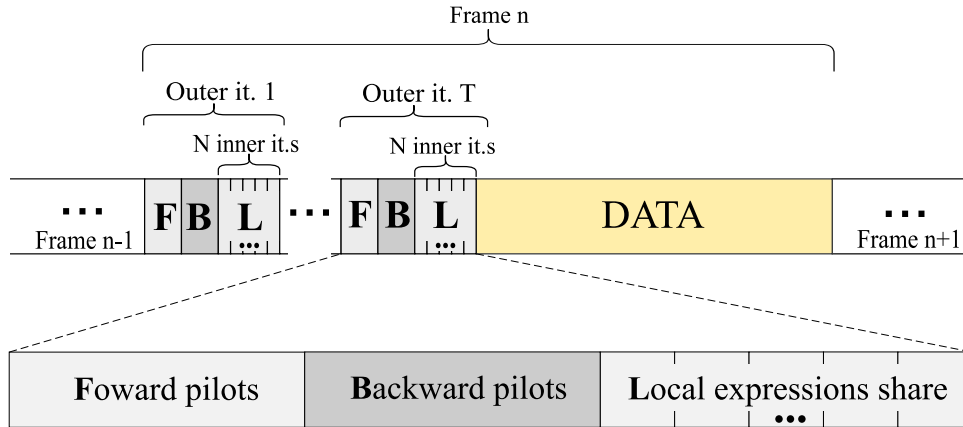 Frame n
Outer it. 1
Outer it. T
N inner it.s
N inner it.s
... F B L ... F B L DATA ...
Frame n-1
...
...
Frame n+1
Foward pilots
Backward pilots
Local expressions share
...